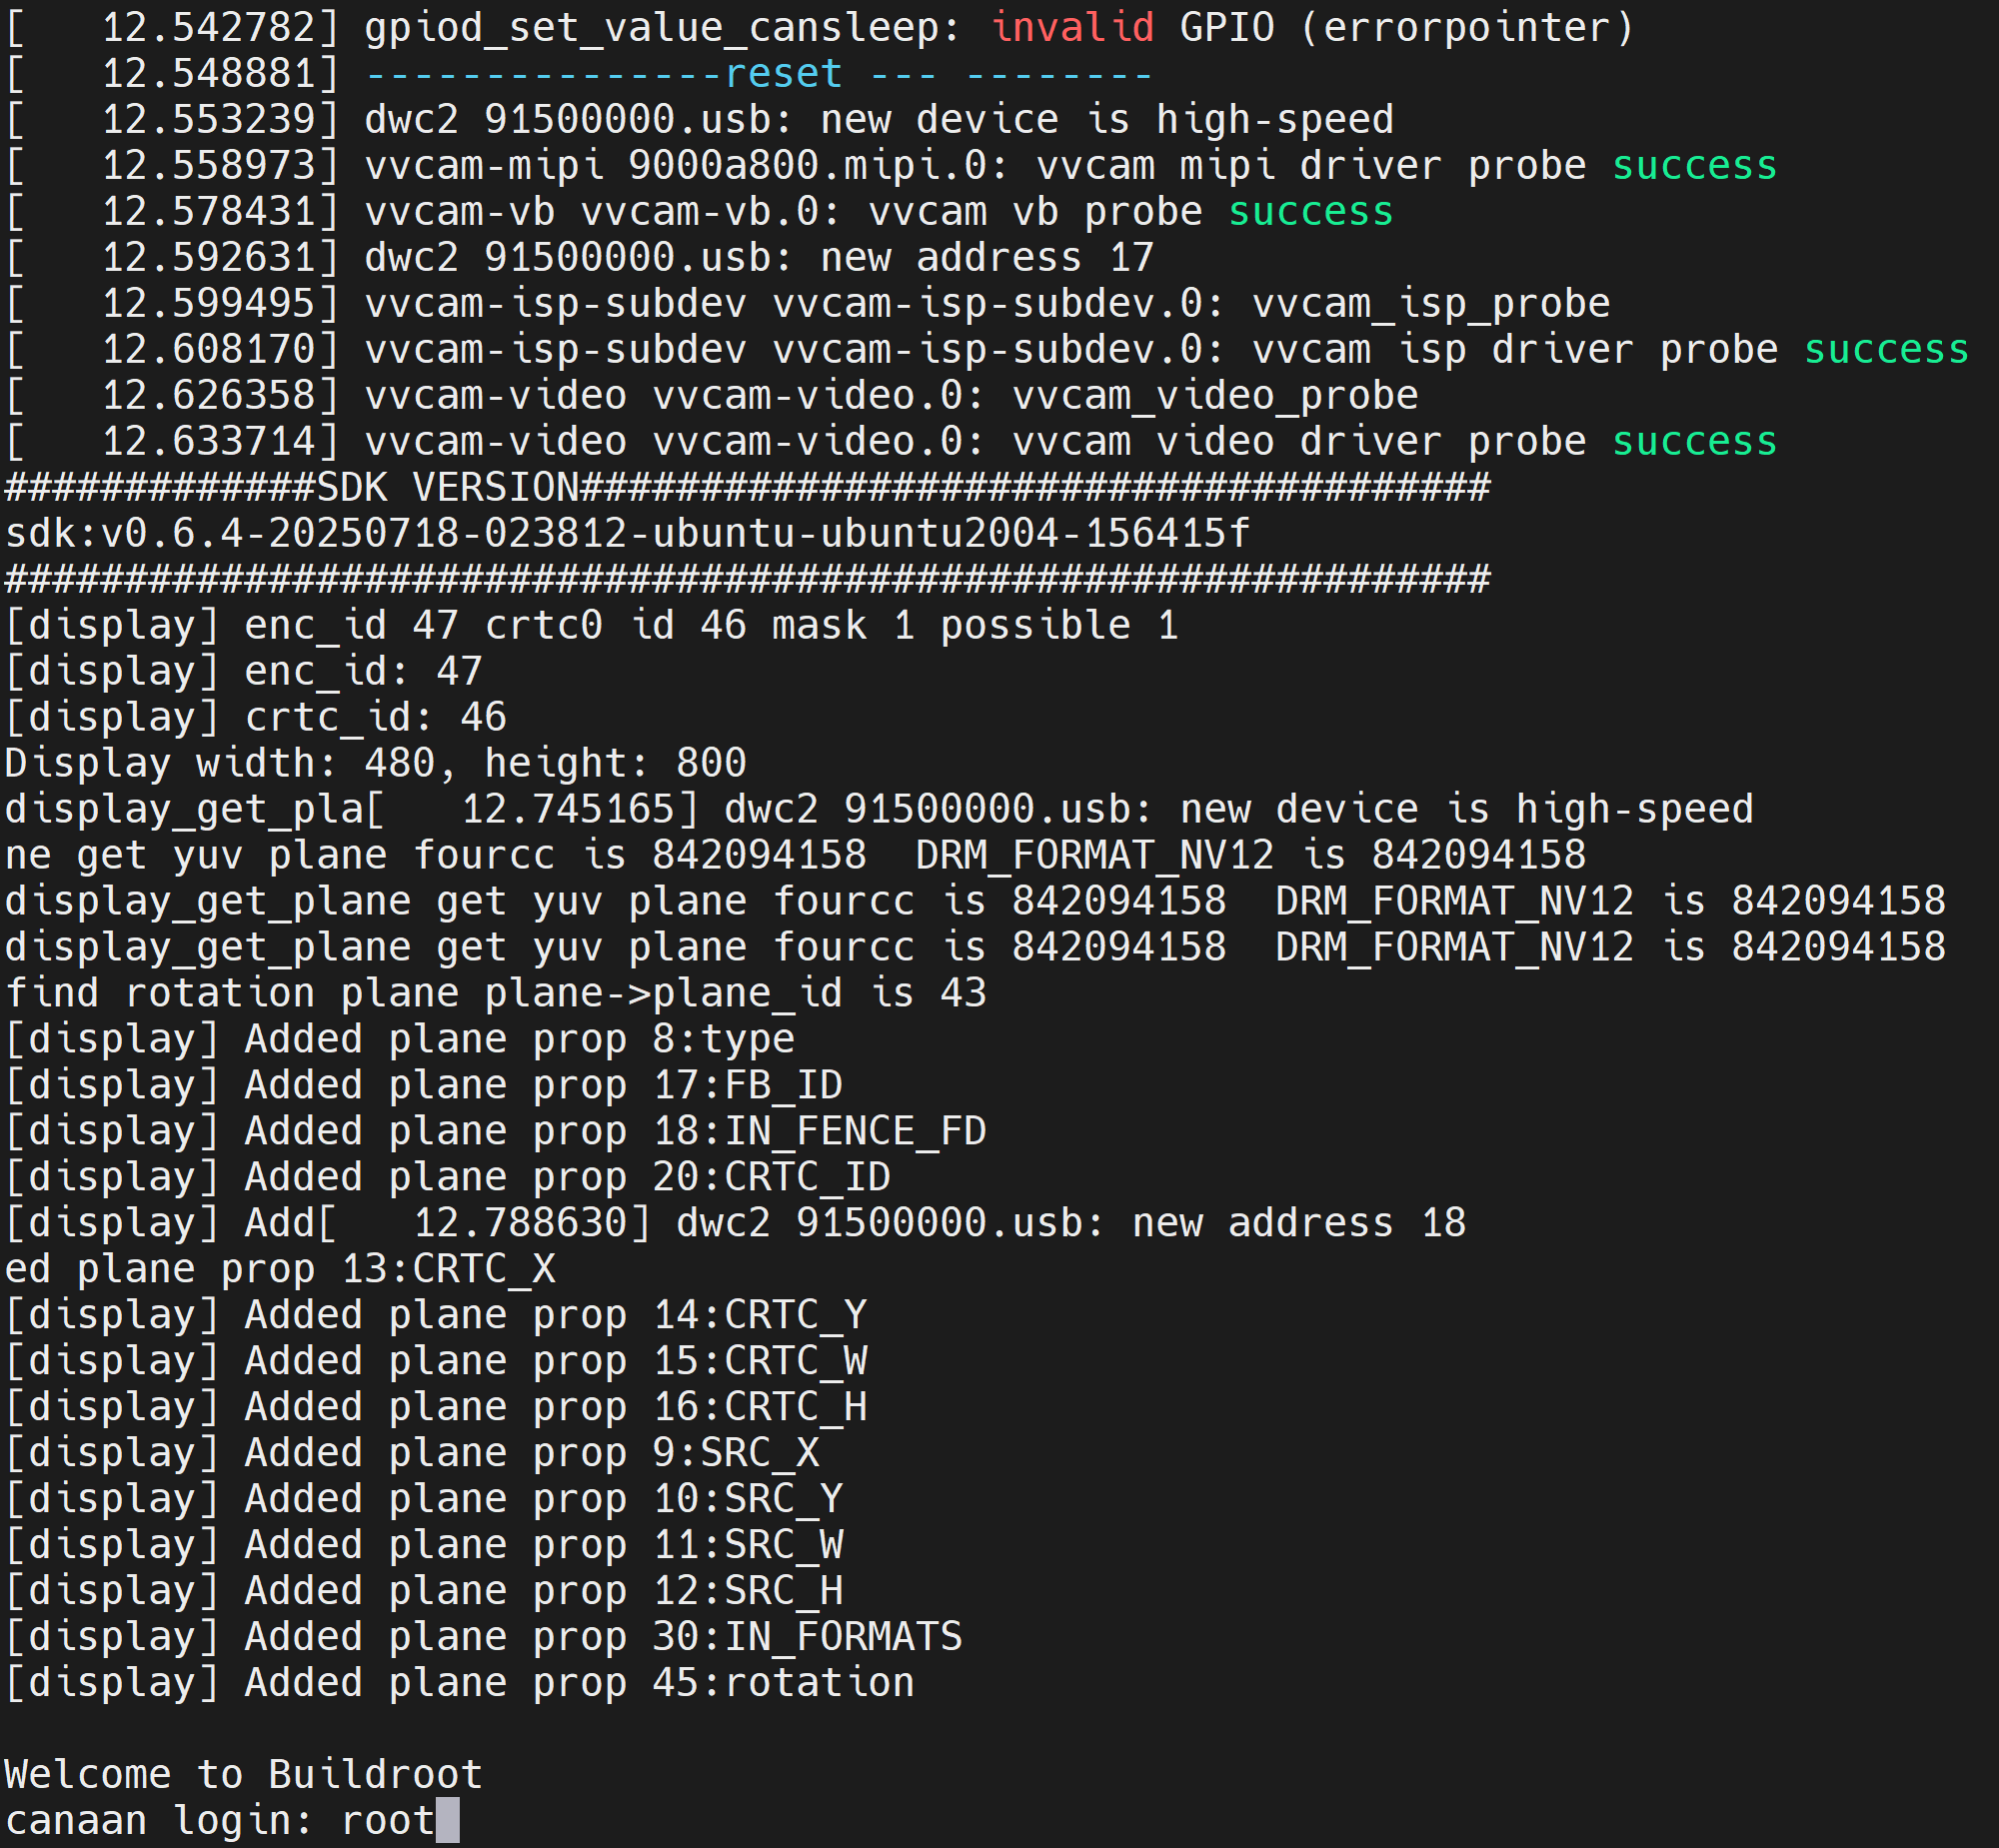 [   12.542782] gpiod_set_value_cansleep: invalid GPIO (errorpointer)
[   12.548881] ---------------reset --- --------
[   12.553239] dwc2 91500000.usb: new device is high-speed
[   12.558973] vvcam-mipi 9000a800.mipi.0: vvcam mipi driver probe success
[   12.578431] vvcam-vb vvcam-vb.0: vvcam vb probe success
[   12.592631] dwc2 91500000.usb: new address 17
[   12.599495] vvcam-isp-subdev vvcam-isp-subdev.0: vvcam_isp_probe
[   12.608170] vvcam-isp-subdev vvcam-isp-subdev.0: vvcam isp driver probe success
[   12.626358] vvcam-video vvcam-video.0: vvcam_video_probe
[   12.633714] vvcam-video vvcam-video.0: vvcam video driver probe success
#############SDK VERSION######################################
sdk:v0.6.4-20250718-023812-ubuntu-ubuntu2004-156415f
##############################################################
[display] enc_id 47 crtc0 id 46 mask 1 possible 1
[display] enc_id: 47
[display] crtc_id: 46
Display width: 480, height: 800
display_get_pla[   12.745165] dwc2 91500000.usb: new device is high-speed
ne get yuv plane fourcc is 842094158  DRM_FORMAT_NV12 is 842094158
display_get_plane get yuv plane fourcc is 842094158  DRM_FORMAT_NV12 is 842094158
display_get_plane get yuv plane fourcc is 842094158  DRM_FORMAT_NV12 is 842094158
find rotation plane plane->plane_id is 43
[display] Added plane prop 8:type
[display] Added plane prop 17:FB_ID
[display] Added plane prop 18:IN_FENCE_FD
[display] Added plane prop 20:CRTC_ID
[display] Add[   12.788630] dwc2 91500000.usb: new address 18
ed plane prop 13:CRTC_X
[display] Added plane prop 14:CRTC_Y
[display] Added plane prop 15:CRTC_W
[display] Added plane prop 16:CRTC_H
[display] Added plane prop 9:SRC_X
[display] Added plane prop 10:SRC_Y
[display] Added plane prop 11:SRC_W
[display] Added plane prop 12:SRC_H
[display] Added plane prop 30:IN_FORMATS
[display] Added plane prop 45:rotation
Welcome to Buildroot
canaan login: root